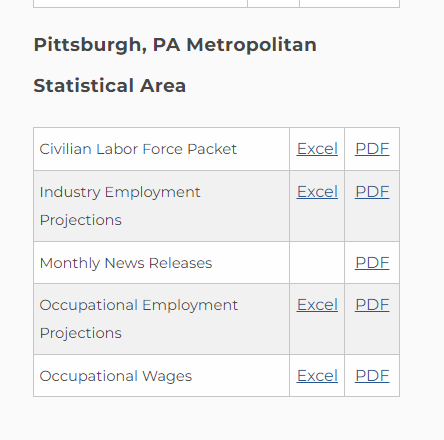 Pittsburgh, PA Metropolitan
Statistical Area
Civilian Labor Force Packet Excel PDF
Industry Employment Excel PDF
Projections
Monthly News Releases PDF
Occupational Employment Excel PDF
Projections
Occupational Wages Excel PDF